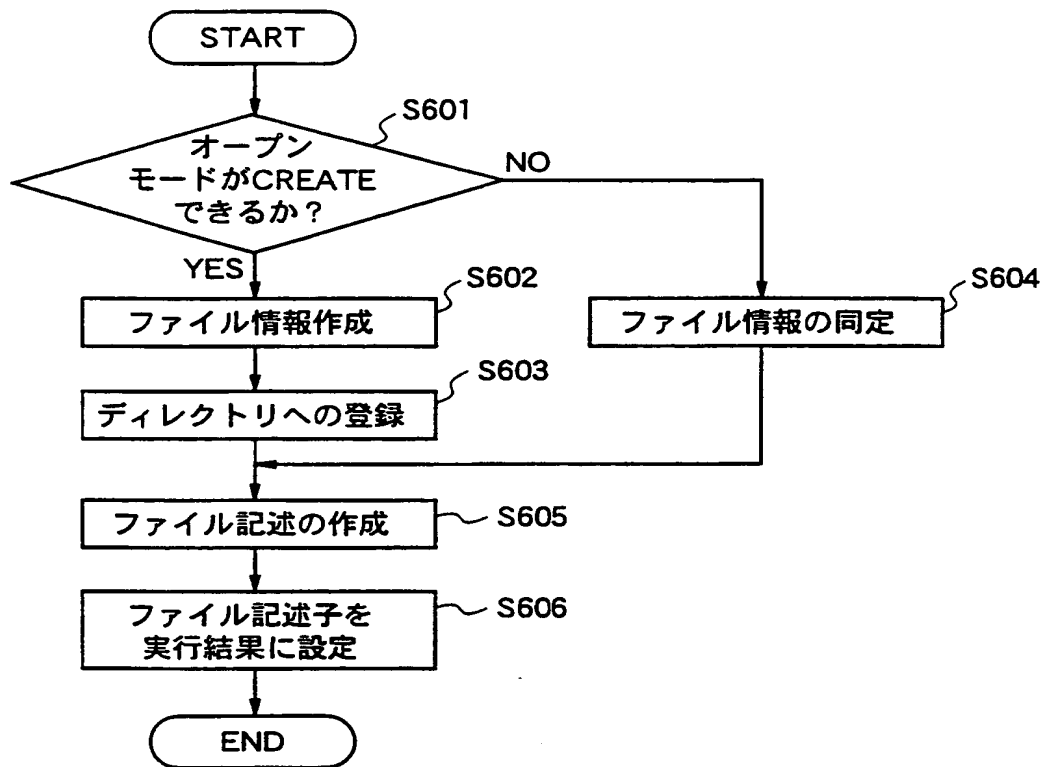 START
S601
オープン
モードがCREATE
できるか？
NO
YES
S602
ファイル情報作成
S604
ファイル情報の同定
S603
ディレクトリへの登録
ファイル記述の作成
S605
ファイル記述子を
実行結果に設定
S606
END